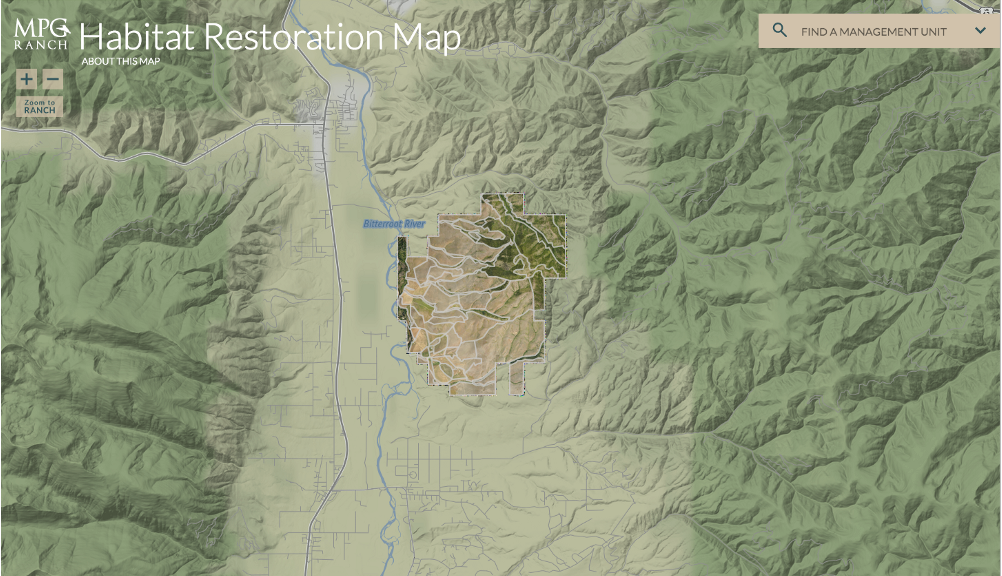 MPG
RANCH
Habitat Restoration Map
ABOUT THIS MAP
FIND A MANAGEMENT UNIT
+ −
Zoom to
RANCH
Bitterroot River